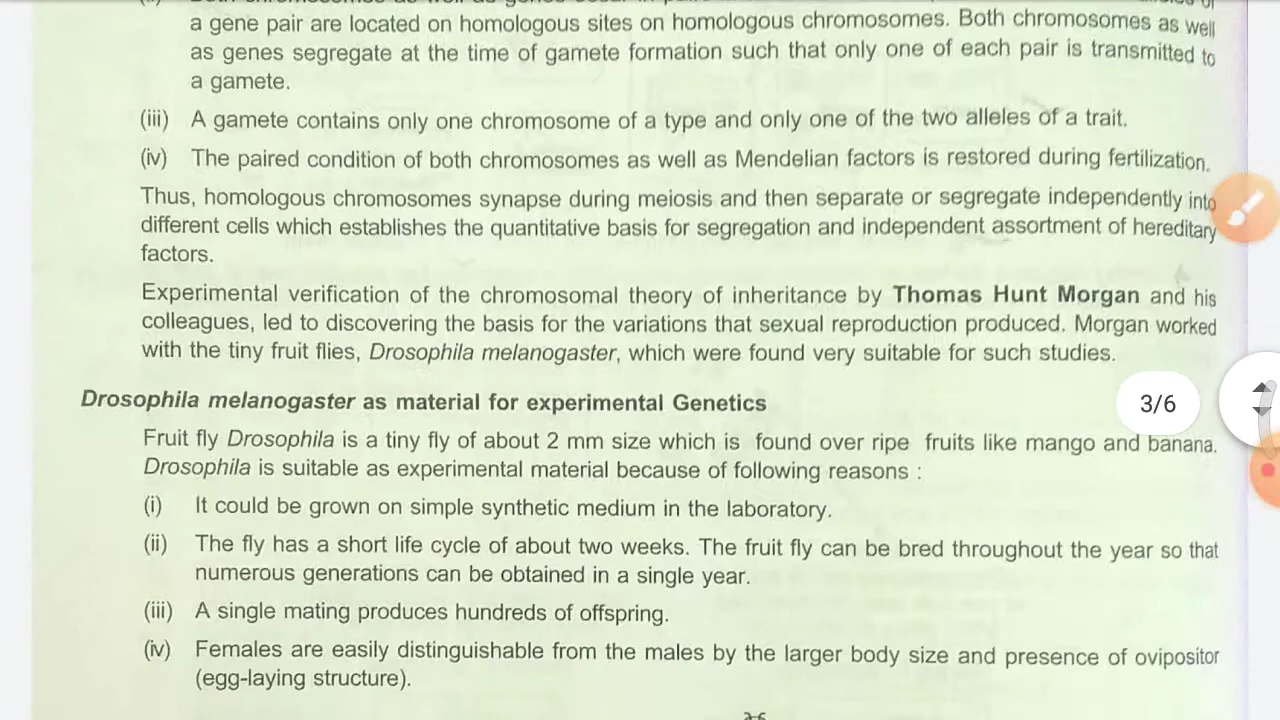 a gene pair are located on homologous sites on homologous chromosomes. Both chromosomes as well
as genes segregate at the time of gamete formation such that only one of each pair is transmitted to
a gamete.
(iii) A gamete contains only one chromosome of a type and only one of the two alleles of a trait.
(iv) The paired condition of both chromosomes as well as Mendelian factors is restored during fertilization.
Thus, homologous chromosomes synapse during meiosis and then separate or segregate independently into
different cells which establishes the quantitative basis for segregation and independent assortment of hereditary
factors.
Experimental verification of the chromosomal theory of inheritance by Thomas Hunt Morgan and his
colleagues, led to discovering the basis for the variations that sexual reproduction produced. Morgan worked
with the tiny fruit flies, Drosophila melanogaster, which were found very suitable for such studies.
Drosophila melanogaster as material for experimental Genetics
3/6
Fruit fly Drosophila is a tiny fly of about 2 mm size which is found over ripe fruits like mango and banana.
Drosophila is suitable as experimental material because of following reasons :
(i) It could be grown on simple synthetic medium in the laboratory.
(ii) The fly has a short life cycle of about two weeks. The fruit fly can be bred throughout the year so that
numerous generations can be obtained in a single year.
(iii) A single mating produces hundreds of offspring.
(iv) Females are easily distinguishable from the males by the larger body size and presence of ovipositor
(egg-laying structure).